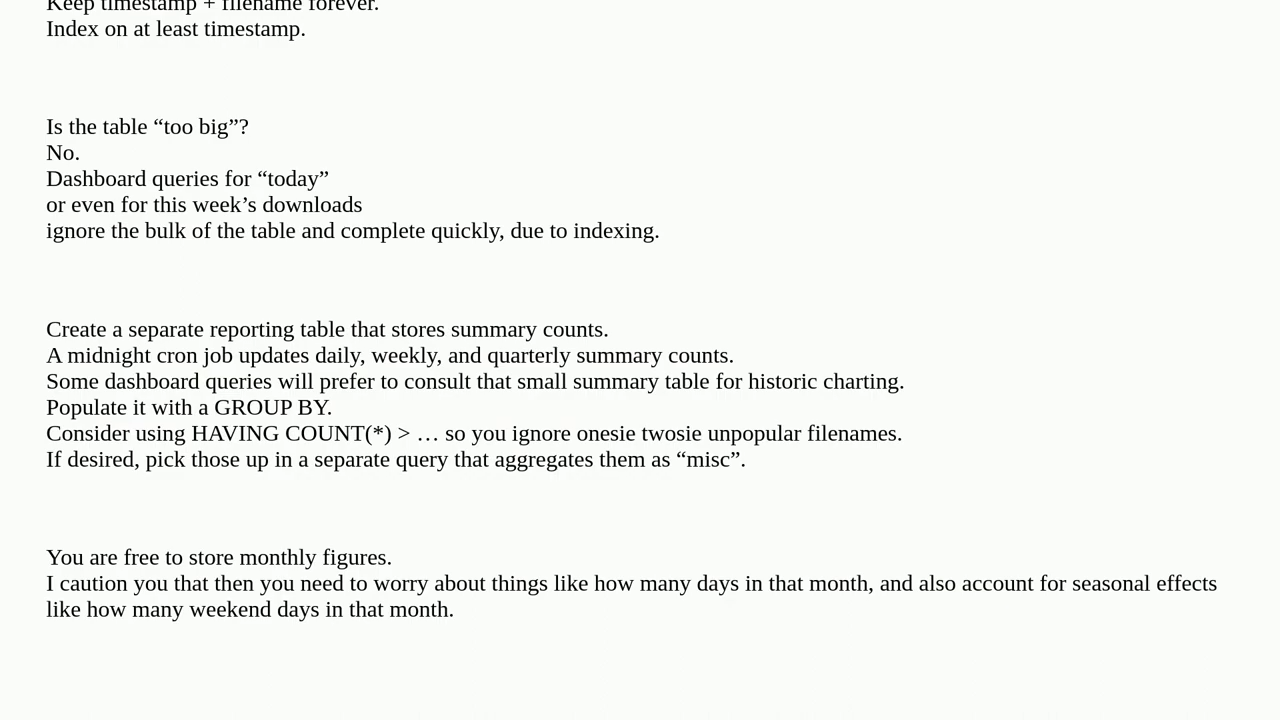 Keep timestamp + filename forever.
Index on at least timestamp.
Is the table “too big”?
No.
Dashboard queries for “today”
or even for this week’s downloads
ignore the bulk of the table and complete quickly, due to indexing.
Create a separate reporting table that stores summary counts.
A midnight cron job updates daily, weekly, and quarterly summary counts.
Some dashboard queries will prefer to consult that small summary table for historic charting.
Populate it with a GROUP BY.
Consider using HAVING COUNT(*) > … so you ignore onesie twosie unpopular filenames.
If desired, pick those up in a separate query that aggregates them as “misc”.
You are free to store monthly figures.
I caution you that then you need to worry about things like how many days in that month, and also account for seasonal effects
like how many weekend days in that month.